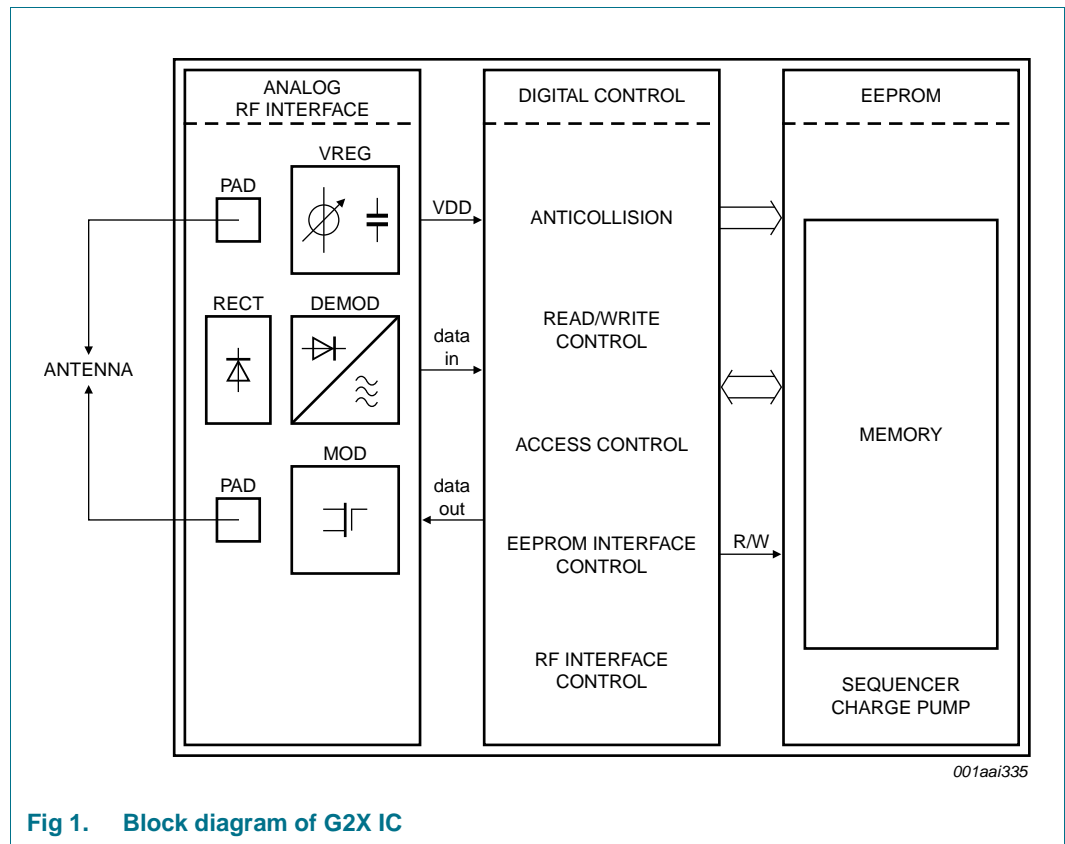 ANALOG
RF INTERFACE
VREG
PAD
VDD
RECT
DEMOD
data
in
ANTENNA
MOD
PAD
data
out
DIGITAL CONTROL
ANTICOLLISION
READ/WRITE
CONTROL
ACCESS CONTROL
EEPROM INTERFACE
CONTROL
R/W
RF INTERFACE
CONTROL
EEPROM
MEMORY
SEQUENCER
CHARGE PUMP
001aai335
Fig 1. Block diagram of G2X IC